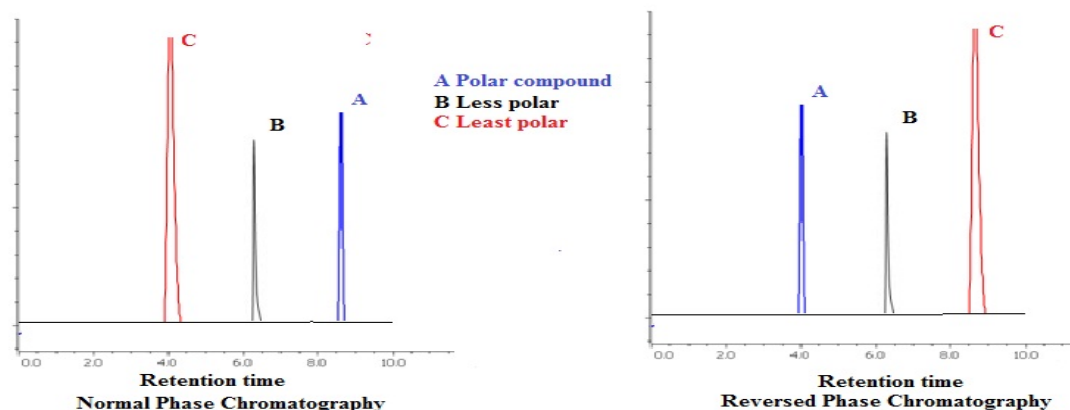 C
A
B
0.0
2.0
4.0
6.0
8.0
10.0
Retention time
Normal Phase Chromatography
A Polar compound
B Less polar
C Least polar
C
A
B
0.0
2.0
4.0
6.0
8.0
10.0
Retention time
Reversed Phase Chromatography